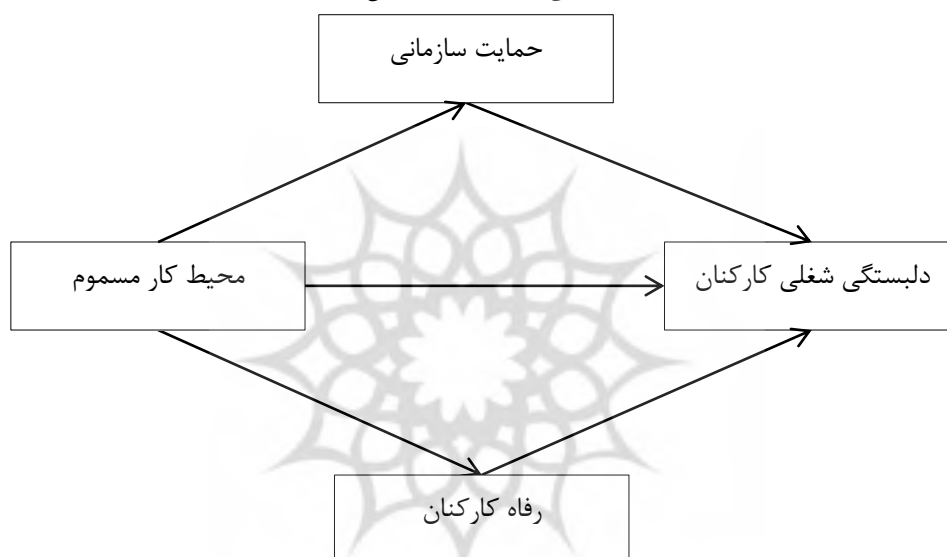 حمایت سازمانی
محیط کار مسموم
دلبستگی شغلی کارکنان
رفاه کارکنان